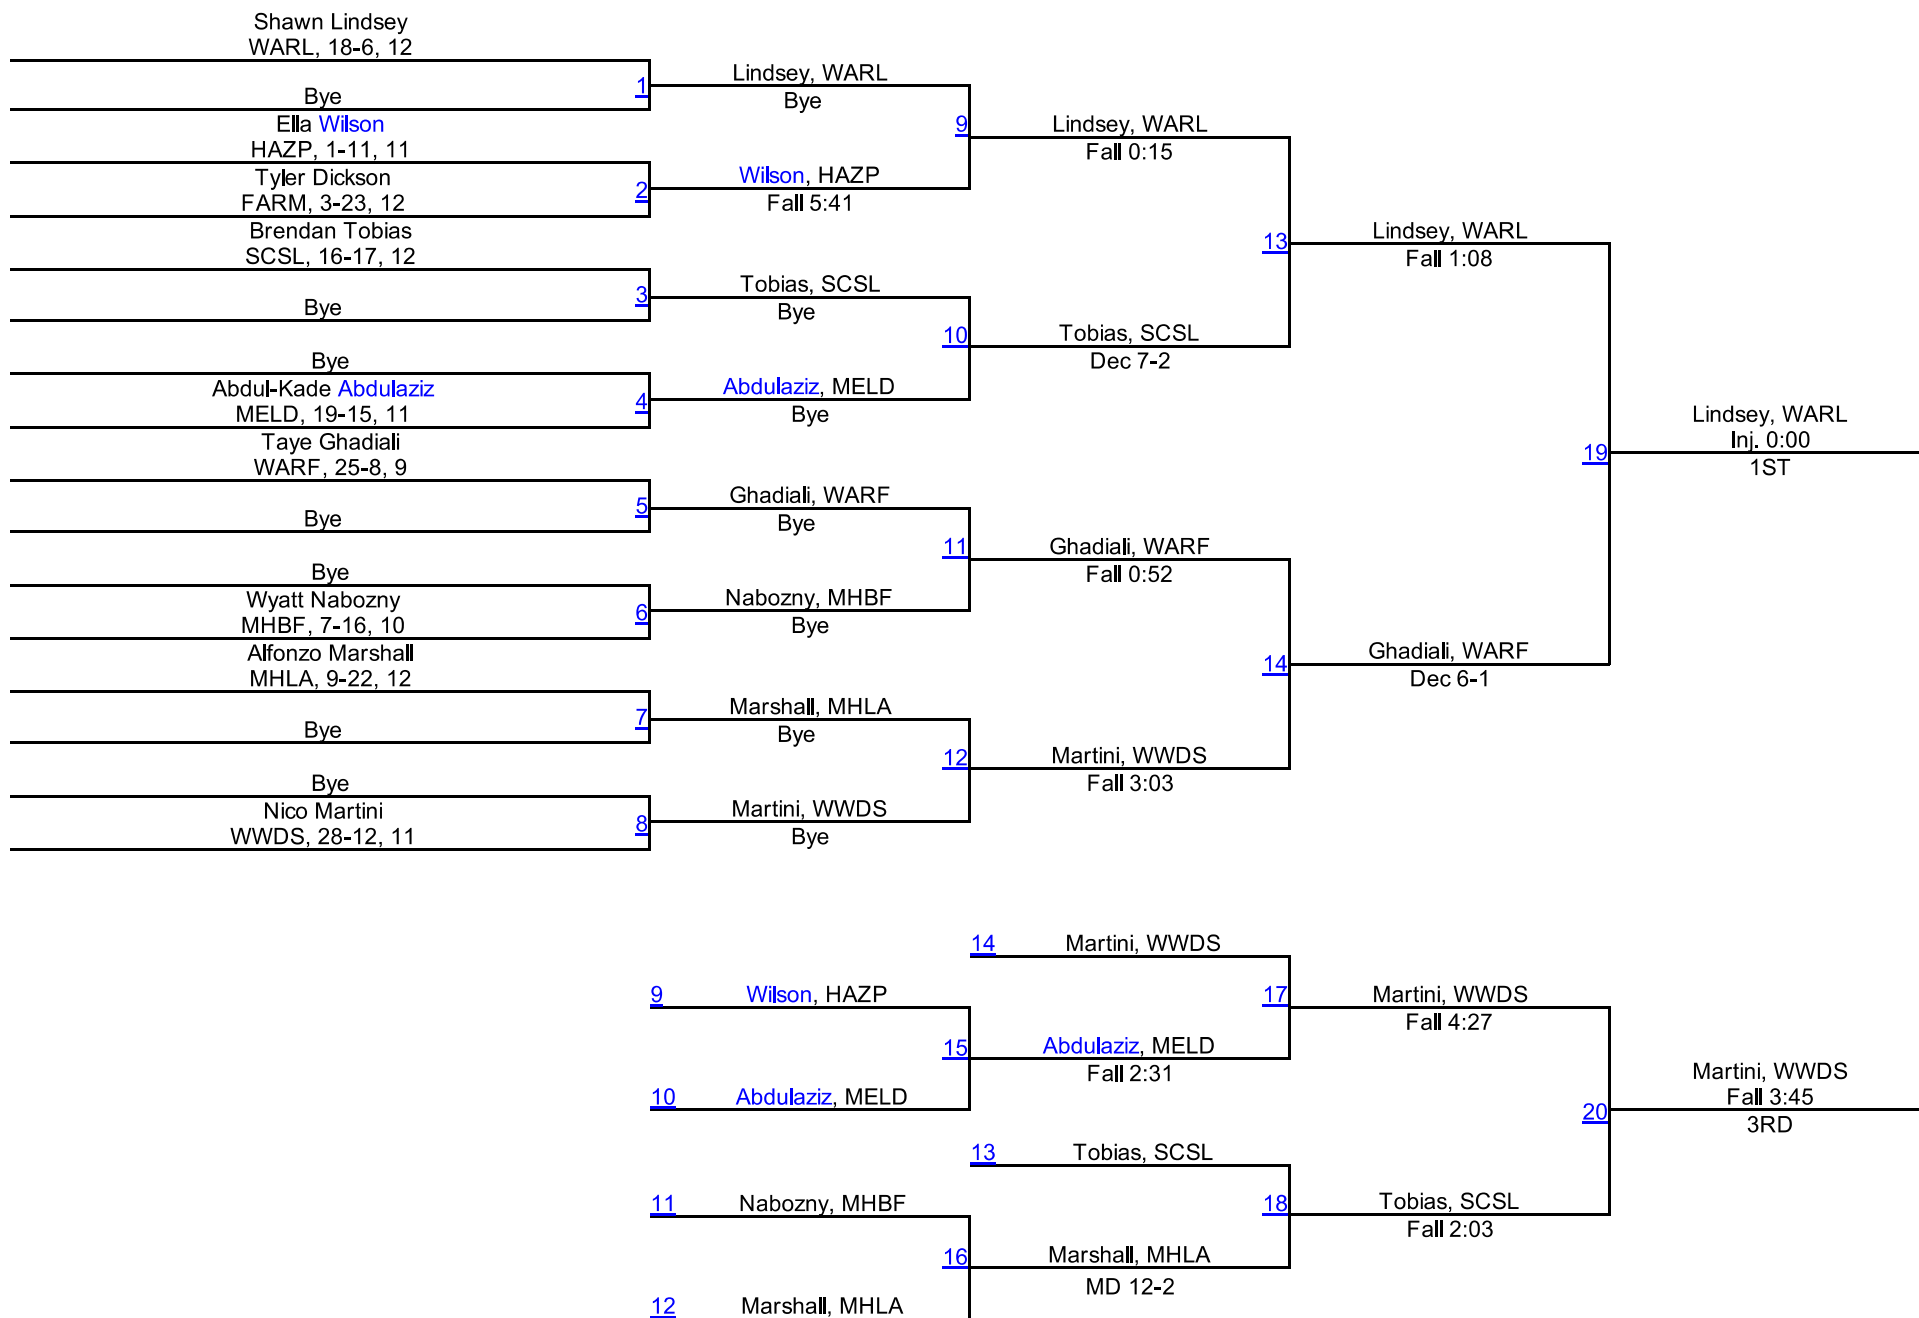 Shawn Lindsey
WARL, 18-6, 12
Bye
1
Ella Wilson
HAZP, 1-11, 11
Tyler Dickson
FARM, 3-23, 12
2
Brendan Tobias
SCSL, 16-17, 12
Bye
3
Bye
Abdul-Kade Abdulaziz
MELD, 19-15, 11
4
Taye Ghadiali
WARF, 25-8, 9
Bye
5
Bye
Wyatt Nabozny
MHBF, 7-16, 10
6
Alfonzo Marshall
MHLA, 9-22, 12
Bye
7
Bye
Nico Martini
WWDS, 28-12, 11
8
Lindsey, WARL
Bye
9
Wilson, HAZP
Fall 5:41
Tobias, SCSL
Bye
10
Abdulaziz, MELD
Bye
Ghadiali, WARF
Bye
11
Nabozny, MHBF
Bye
Marshall, MHLA
Bye
12
Martini, WWDS
Bye
Lindsey, WARL
Fall 0:15
13
Tobias, SCSL
Dec 7-2
Ghadiali, WARF
Fall 0:52
14
Martini, WWDS
Fall 3:03
Lindsey, WARL
Fall 1:08
19
Ghadiali, WARF
Dec 6-1
Lindsey, WARL
Inj. 0:00
1ST
14 Martini, WWDS
9 Wilson, HAZP
15
10 Abdulaziz, MELD
Abdulaziz, MELD
Fall 2:31
17
13 Tobias, SCSL
11 Nabozny, MHBF
16
12 Marshall, MHLA
Marshall, MHLA
MD 12-2
18
Martini, WWDS
Fall 4:27
20
Tobias, SCSL
Fall 2:03
Martini, WWDS
Fall 3:45
3RD